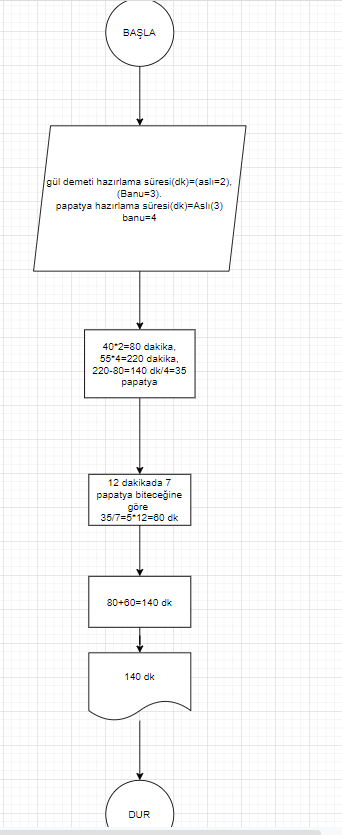 BAŞLA
gül demeti hazırlama süresi(dk)=(aslı=2),
(Banu=3).
papatya hazırlama süresi(dk)=Aslı(3)
banu=4
40*2=80 dakika,
55*4=220 dakika,
220-80=140 dk/4=35
papatya
12 dakikada 7
papatya biteceğine
göre
35/7=5*12=60 dk
80+60=140 dk
140 dk
DUR